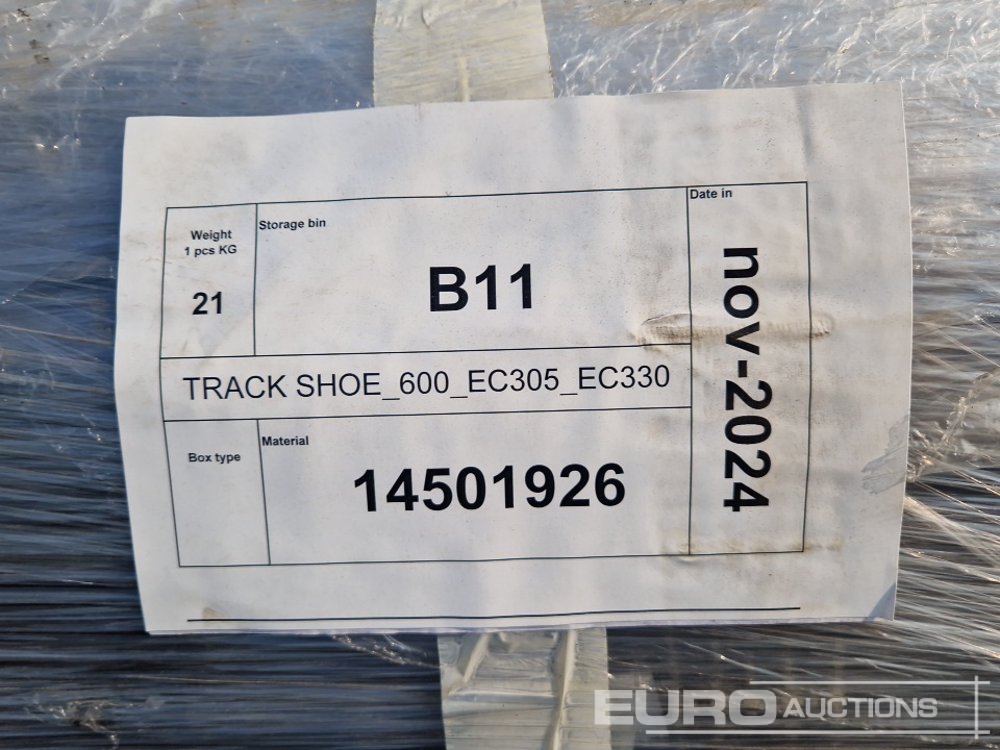 Weight
1 pcs KG
21
Storage bin
B11
Date in
nov-2024
TRACK SHOE_600_EC305_EC330
Box type
Material
14501926
EURO AUCTIONS